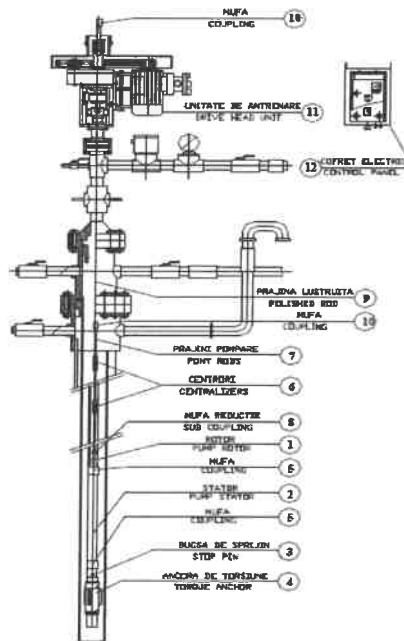 MUFA
COUPLING
10
UNITATE DE ANTRENARE
DRIVE HEAD UNIT
11
COFRET ELECTRIC
CONTROL PANEL
12
PRAJINA LUSTRUITA
POLISHED ROD
9
MUFA
COUPLING
10
PRAJINI POMPARE
PONY RODS
7
CENTRORI
CENTRALIZERS
6
MUFA REDUCTIE
SUB COUPLING
8
ROTOR
PUMP ROTOR
1
MUFA
COUPLING
5
STATOR
PUMP STATOR
2
MUFA
COUPLING
5
BUCSA DE SPRIJIN
STOP PIN
3
ANCORA DE TORSIUNE
TORQUE ANCHOR
4